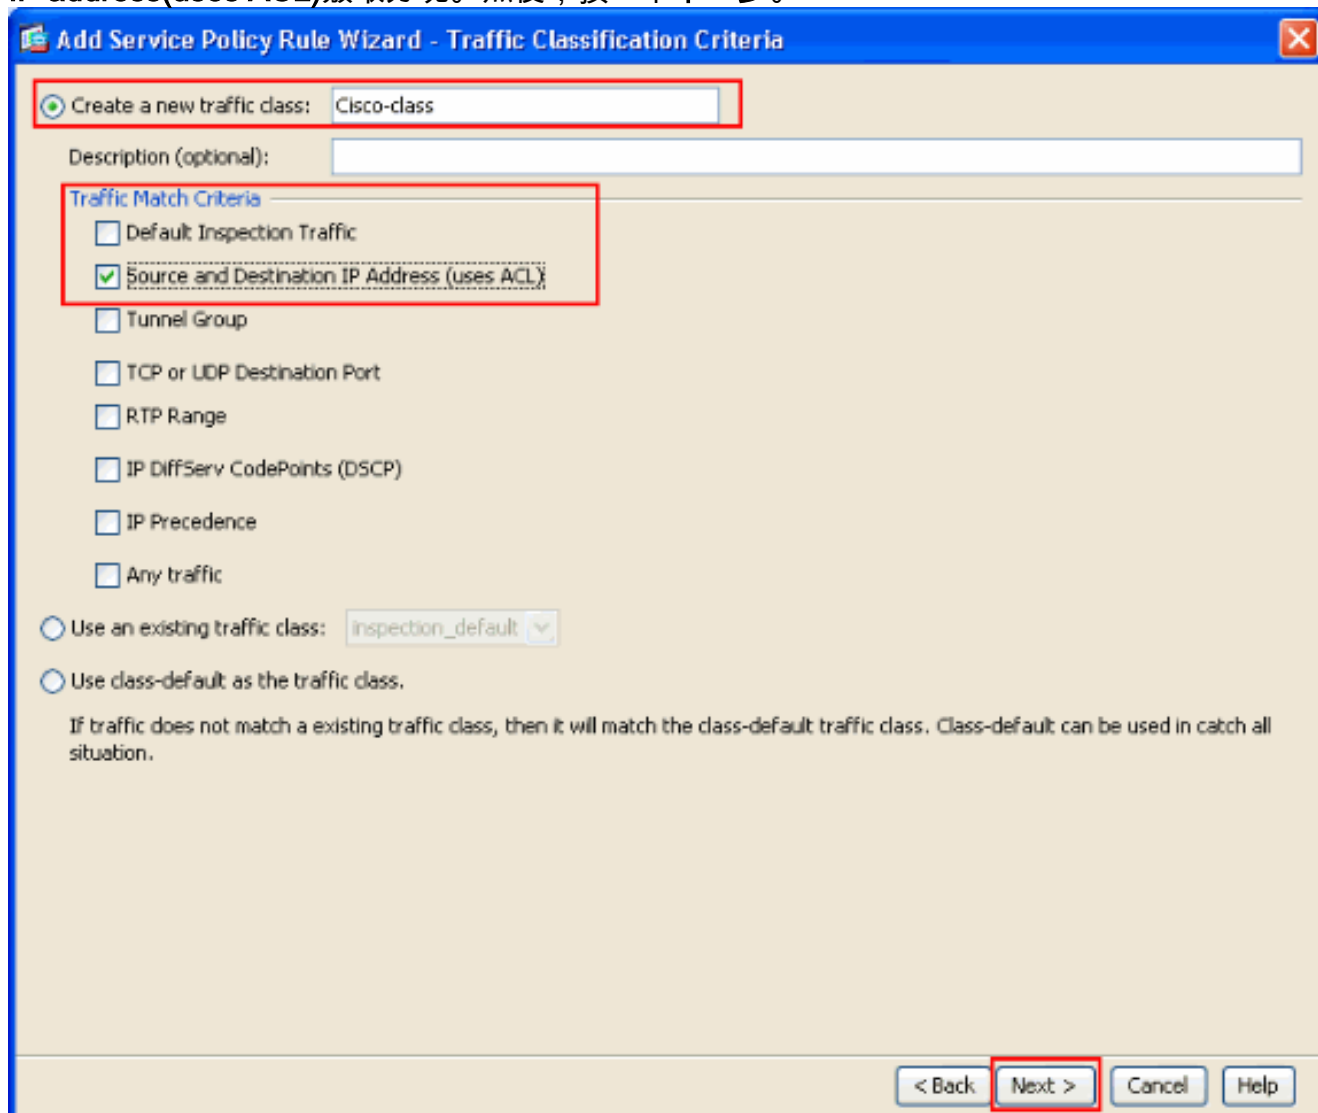 Add Service Policy Rule Wizard - Traffic Classification Criteria
Create a new traffic class: Cisco-class
Description (optional):
Traffic Match Criteria
Default Inspection Traffic
Source and Destination IP Address (uses ACL)
Tunnel Group
TCP or UDP Destination Port
RTP Range
IP DiffServ CodePoints (DSCP)
IP Precedence
Any traffic
Use an existing traffic class: inspection_default
Use class-default as the traffic class.
If traffic does not match a existing traffic class, then it will match the class-default traffic class. Class-default can be used in catch all
situation.
< Back Next > Cancel Help